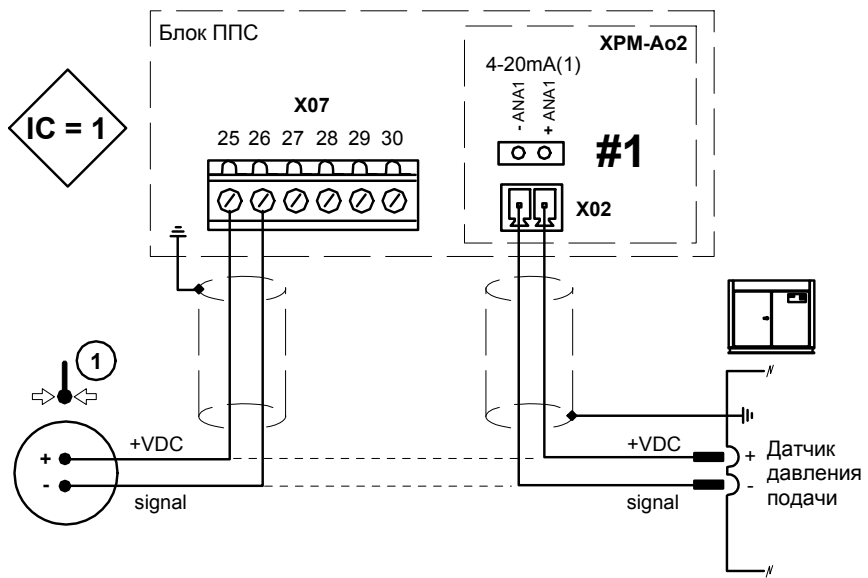 Блок ППС
XPM-Ao2
4-20mA(1)
- ANA1
+ ANA1
IC = 1
X07
25 26 27 28 29 30
#1
X02
1
+VDC
+
-
signal
+VDC
signal
+
-
Датчик
давления
подачи